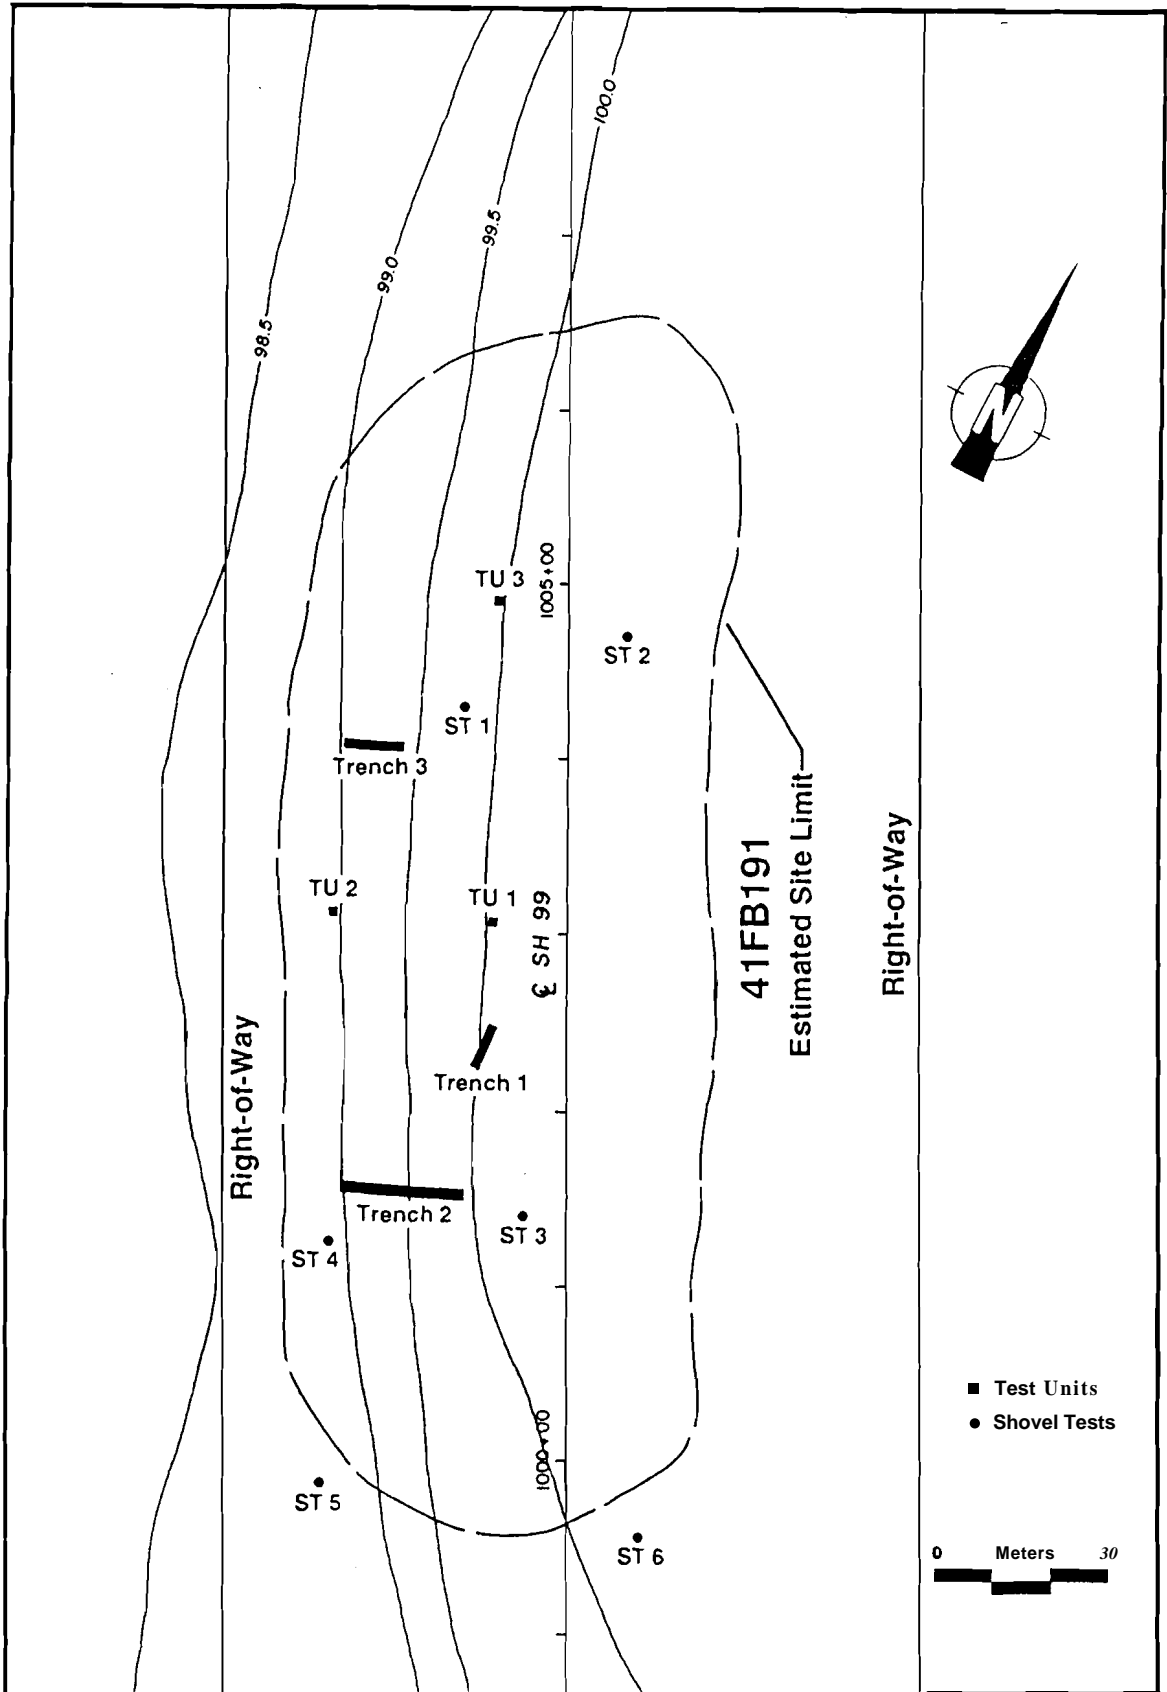 100.0
99.5
99.0
98.5
TU 3
1005+00
ST 2
ST 1
Trench 3
41FB191
Estimated Site Limit
Right-of-Way
TU 2
TU 1
℄ SH 99
Right-of-Way
Trench 1
Trench 2
ST 3
ST 4
1000+00
ST 5
ST 6
Test Units
Shovel Tests
0 Meters 30